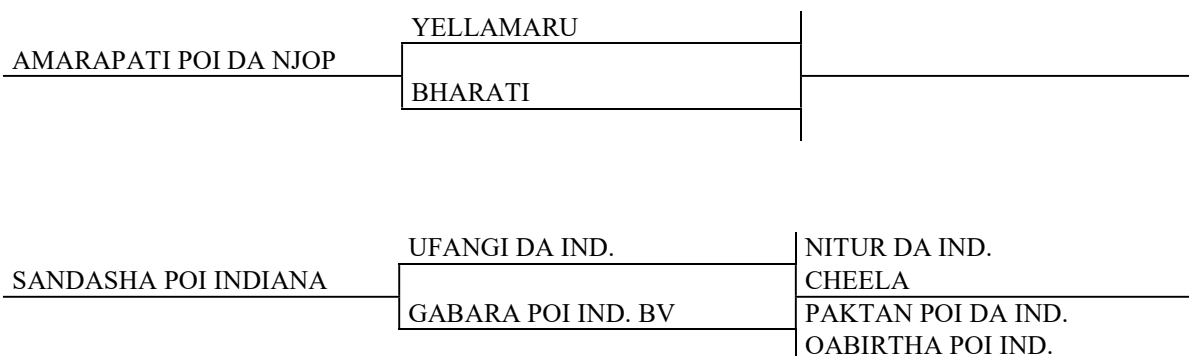 YELLAMARU
AMARAPATI POI DA NJOP
BHARATI
UFANGI DA IND.
NITUR DA IND.
SANDASHA POI INDIANA
CHEELA
GABARA POI IND. BV
PAKTAN POI DA IND.
OABIRTHA POI IND.